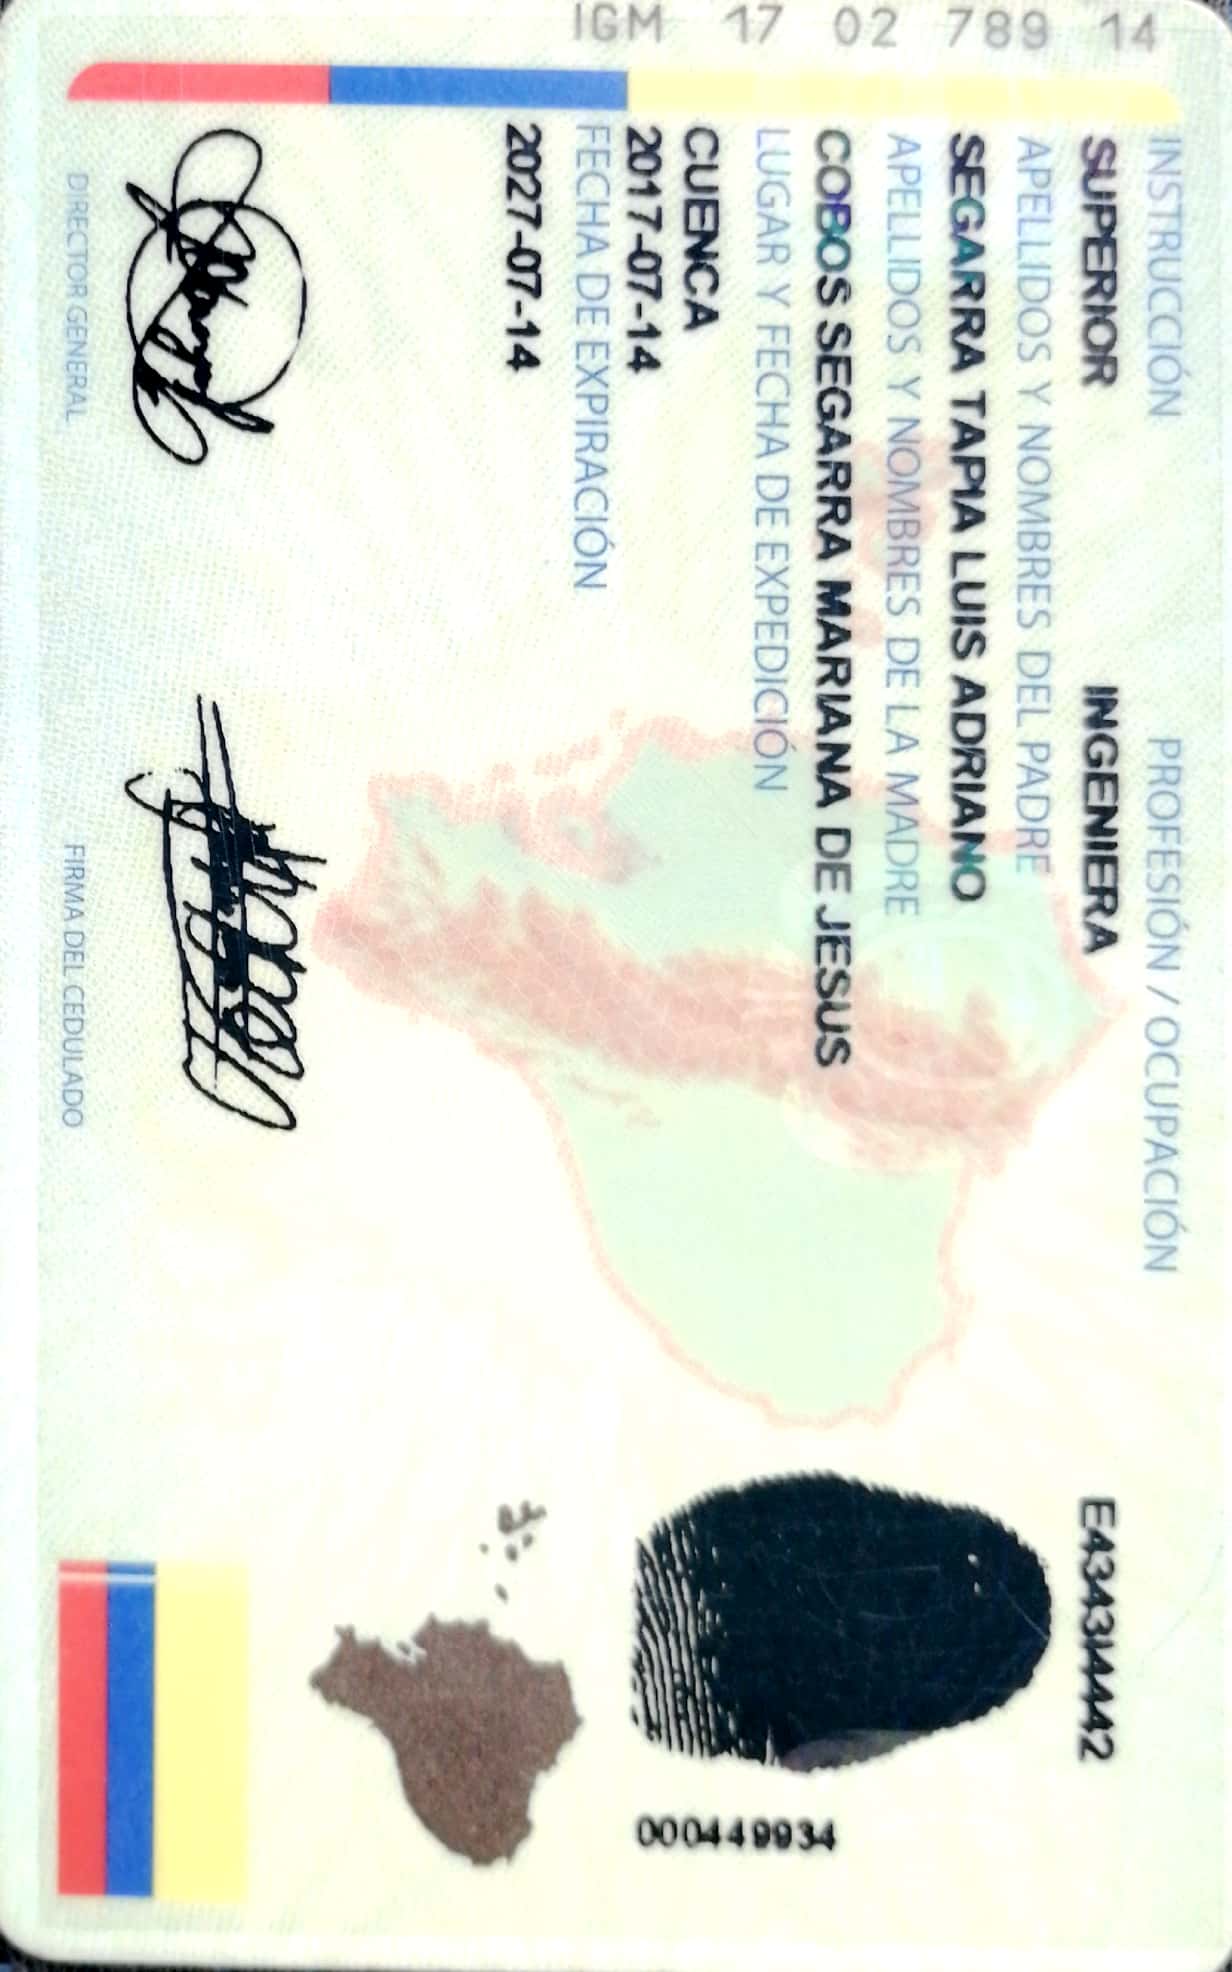 IGM 17 02 789 14
INSTRUCCIÓN PROFESIÓN / OCUPACIÓN
SUPERIOR INGENIERA E4343I4442
APELLIDOS Y NOMBRES DEL PADRE
SEGARRA TAPIA LUIS ADRIANO
APELLIDOS Y NOMBRES DE LA MADRE
COBOS SEGARRA MARIANA DE JESUS
LUGAR Y FECHA DE EXPEDICIÓN
CUENCA
2017-07-14
FECHA DE EXPIRACIÓN
2027-07-14
000449934
DIRECTOR GENERAL FIRMA DEL CEDULADO